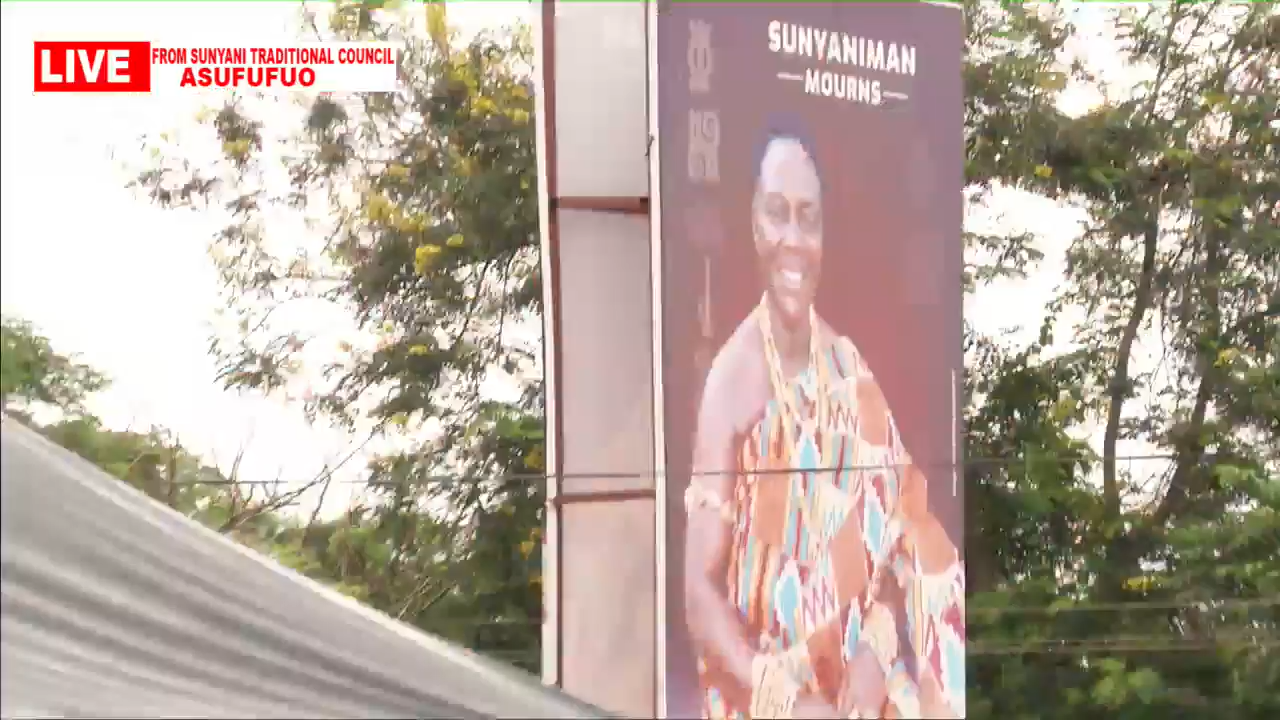 LIVE
FROM SUNYANI TRADITIONAL COUNCIL
ASUFUFUO
SUNYANIMAN
—MOURNS—